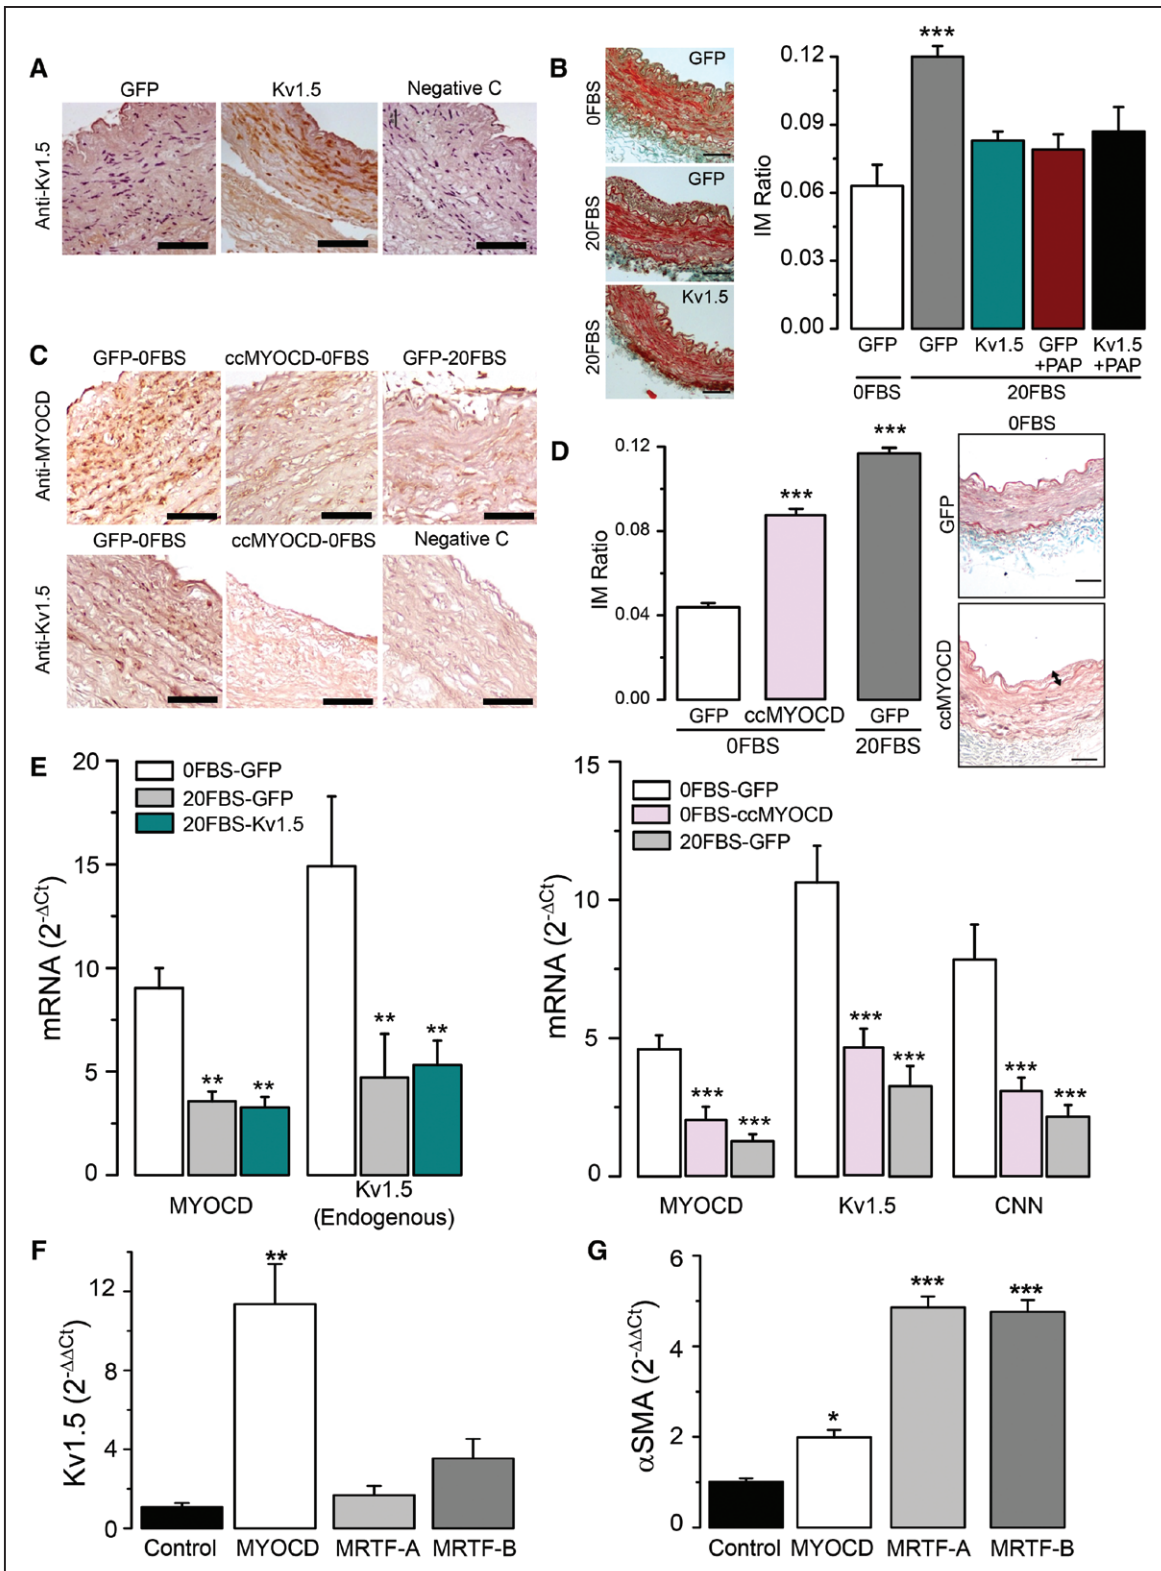 A
GFP
Kv1.5
Negative C
Anti-Kv1.5
B
GFP
0FBS
GFP
20FBS
Kv1.5
20FBS
IM Ratio
0.12
0.09
0.06
0.03
0.00
***
GFP
GFP
Kv1.5
GFP +PAP
Kv1.5 +PAP
0FBS
20FBS
C
GFP-0FBS
ccMYOCD-0FBS
GFP-20FBS
Anti-MYOCD
GFP-0FBS
ccMYOCD-0FBS
Negative C
Anti-Kv1.5
D
IM Ratio
0.12
0.08
0.04
0.00
***
***
GFP
ccMYOCD
GFP
0FBS
20FBS
0FBS
GFP
ccMYOCD
E
mRNA (2^-ΔCt)
20
15
10
5
0
0FBS-GFP
20FBS-GFP
20FBS-Kv1.5
**
**
**
**
MYOCD
Kv1.5
(Endogenous)
mRNA (2^-ΔCt)
15
10
5
0
0FBS-GFP
0FBS-ccMYOCD
20FBS-GFP
***
***
***
***
***
***
MYOCD
Kv1.5
CNN
F
Kv1.5 (2^-ΔΔCt)
12
8
4
0
**
Control
MYOCD
MRTF-A
MRTF-B
G
αSMA (2^-ΔΔCt)
6
4
2
0
*
***
***
Control
MYOCD
MRTF-A
MRTF-B